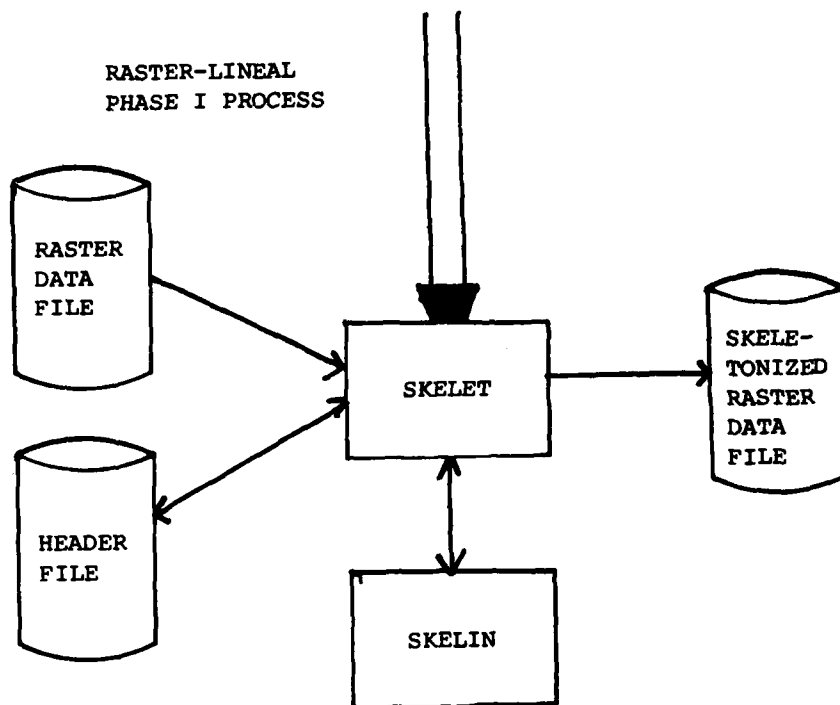 RASTER-LINEAL
PHASE I PROCESS
RASTER
DATA
FILE
SKELET
SKELE-
TONIZED
RASTER
DATA
FILE
HEADER
FILE
SKELIN